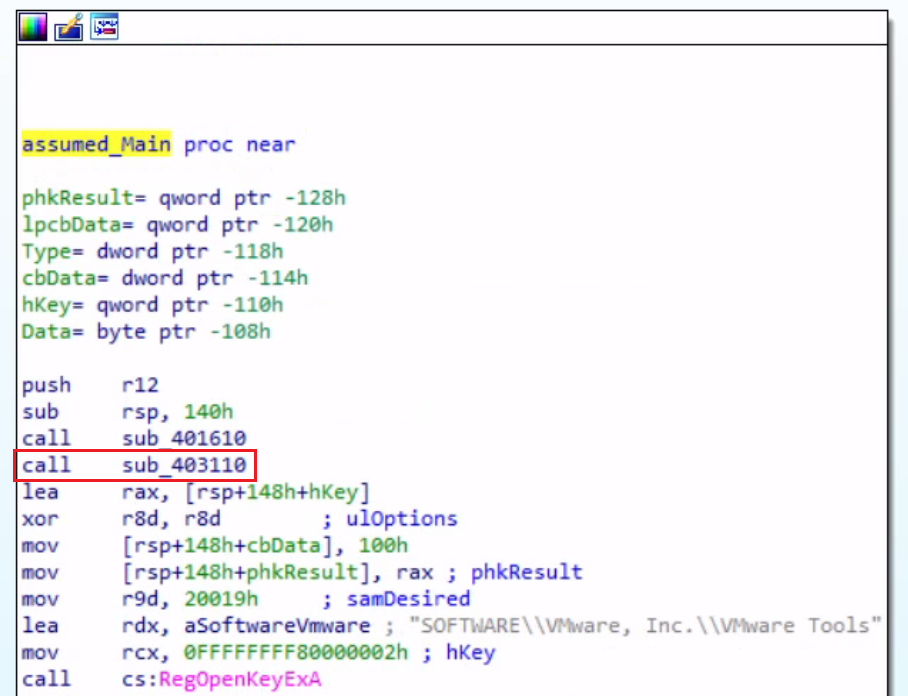 assumed_Main proc near
phkResult= qword ptr -128h
lpcbData= qword ptr -120h
Type= dword ptr -118h
cbData= dword ptr -114h
hKey= qword ptr -110h
Data= byte ptr -108h
push r12
sub rsp, 140h
call sub_401610
call sub_403110
lea rax, [rsp+148h+hKey]
xor r8d, r8d ; ulOptions
mov [rsp+148h+cbData], 100h
mov [rsp+148h+phkResult], rax ; phkResult
mov r9d, 20019h ; samDesired
lea rdx, aSoftwareVmware ; "SOFTWARE\\VMware, Inc.\\VMware Tools"
mov rcx, 0FFFFFFFF80000002h ; hKey
call cs:RegOpenKeyExA